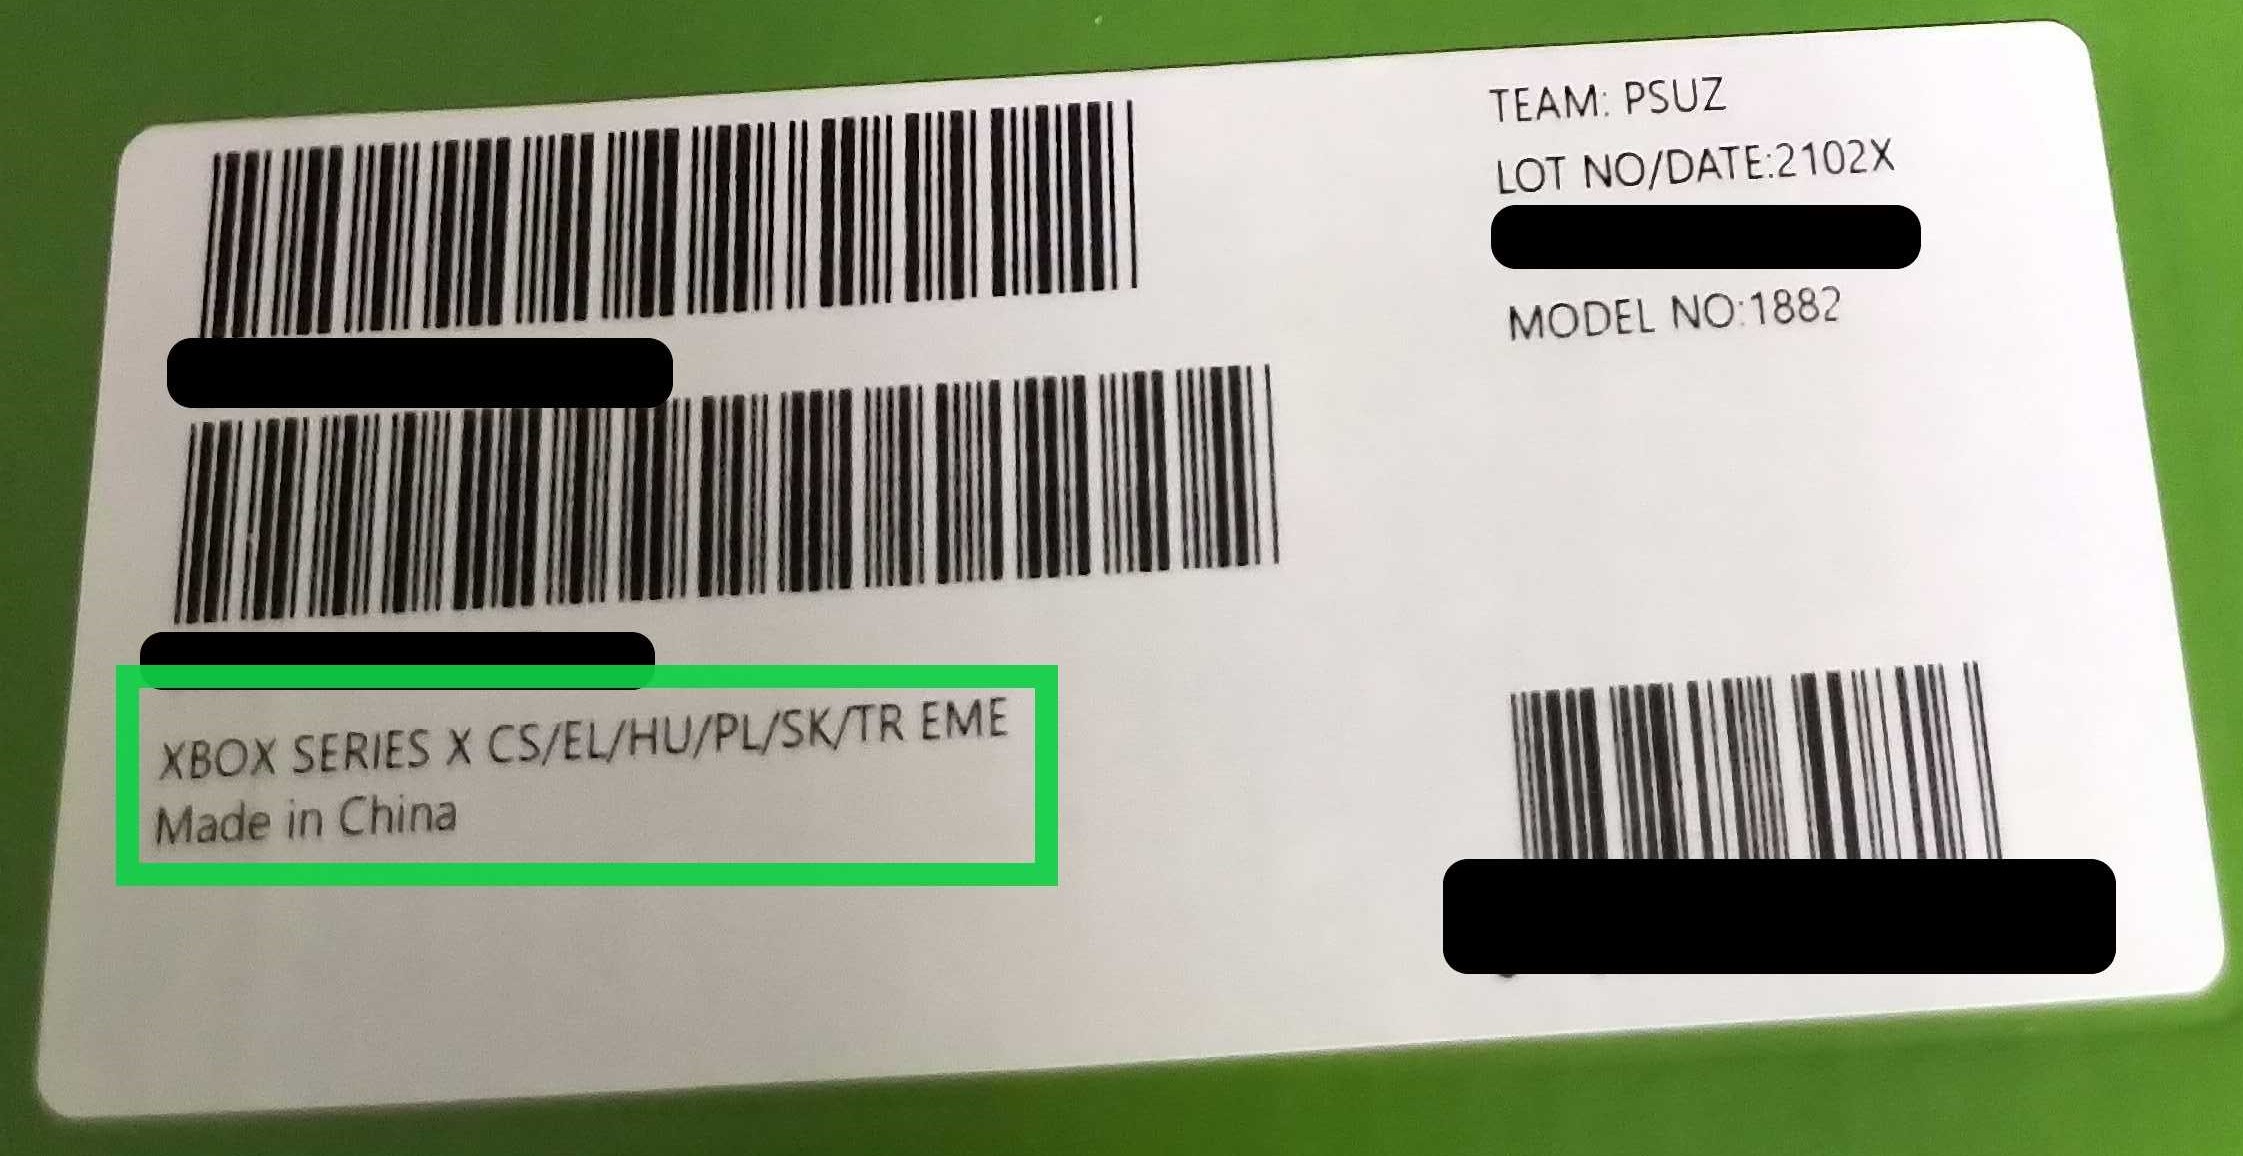 TEAM: PSUZ
LOT NO/DATE:2102X
MODEL NO:1882
XBOX SERIES X CS/EL/HU/PL/SK/TR EME
Made in China